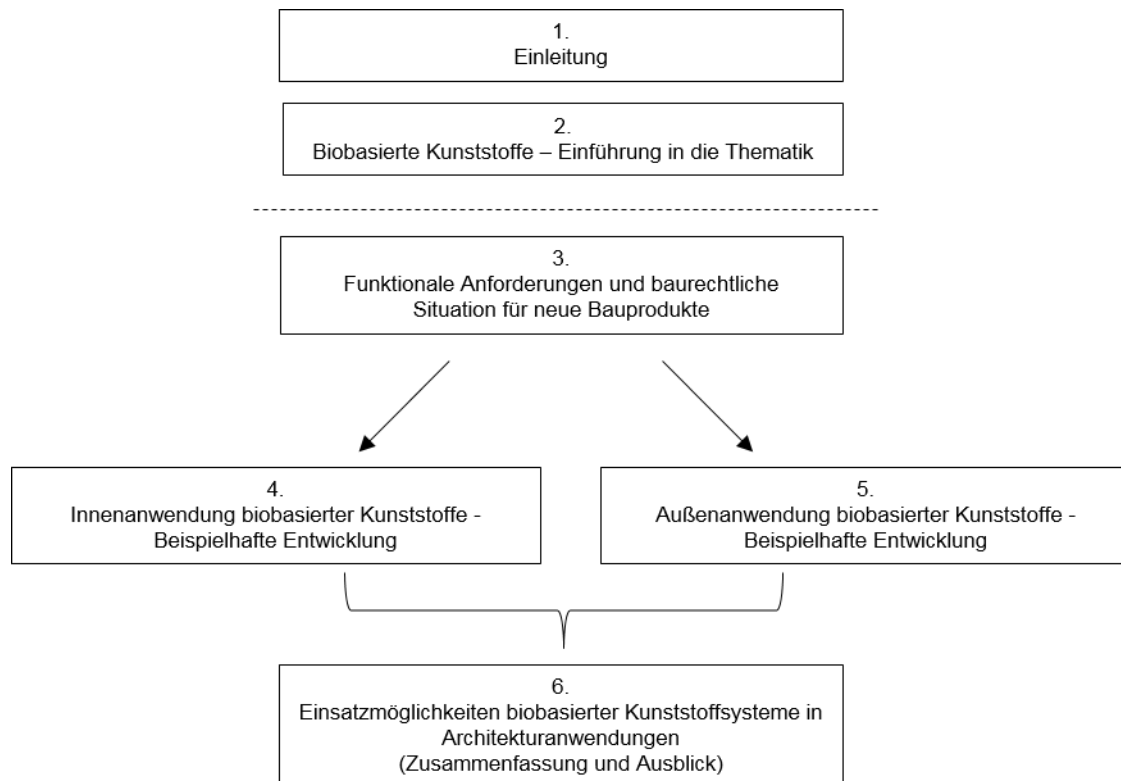 1.
Einleitung
2.
Biobasierte Kunststoffe – Einführung in die Thematik
3.
Funktionale Anforderungen und baurechtliche
Situation für neue Bauprodukte
4.
Innenanwendung biobasierter Kunststoffe -
Beispielhafte Entwicklung
5.
Außenanwendung biobasierter Kunststoffe -
Beispielhafte Entwicklung
6.
Einsatzmöglichkeiten biobasierter Kunststoffsysteme in
Architekturanwendungen
(Zusammenfassung und Ausblick)